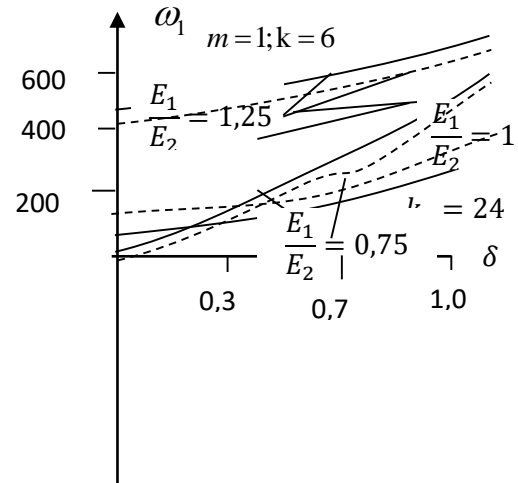 ω₁
m = 1; k = 6
600
E₁/E₂ = 1,25
400
E₁/E₂ = 1
200
= 24
E₁/E₂ = 0,75
δ
0,3
0,7
1,0